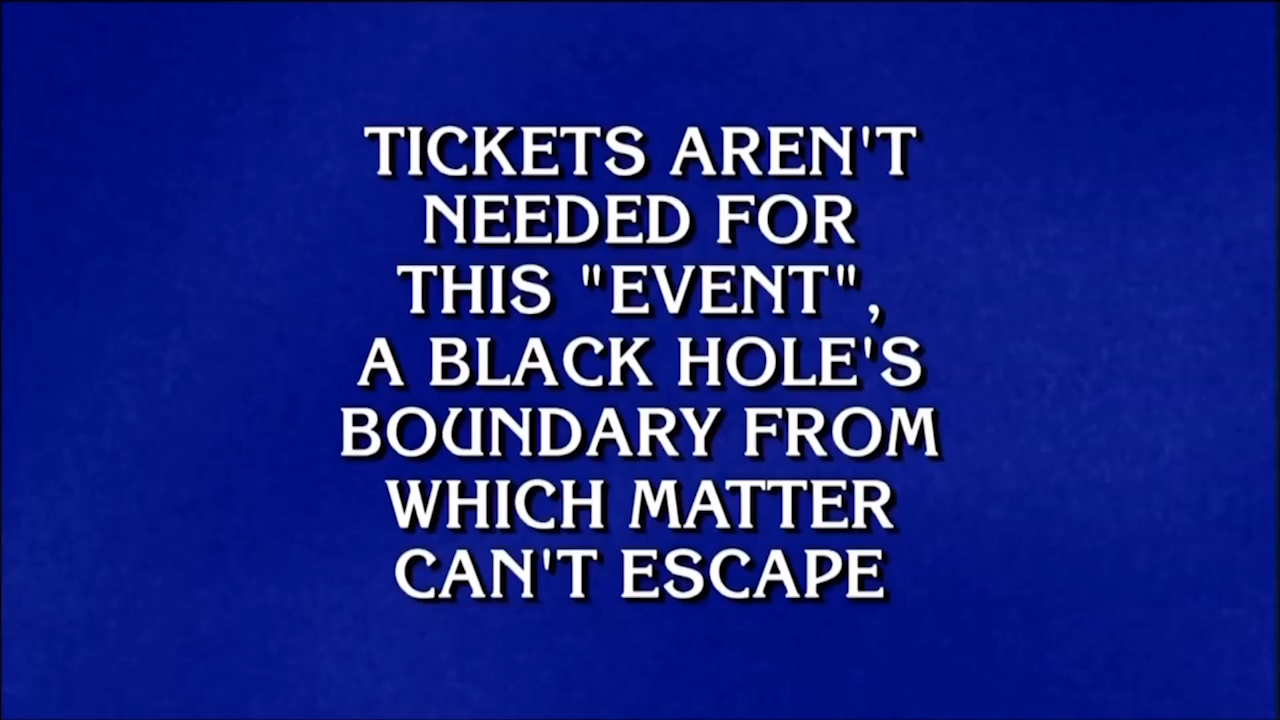 TICKETS AREN'T
NEEDED FOR
THIS "EVENT",
A BLACK HOLE'S
BOUNDARY FROM
WHICH MATTER
CAN'T ESCAPE